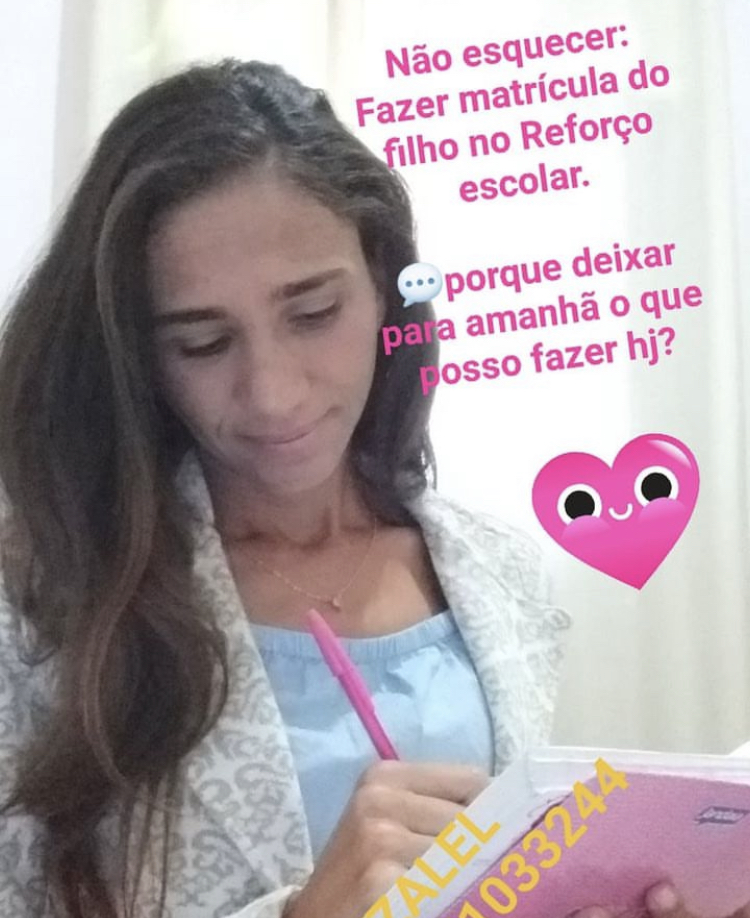 Não esquecer:
Fazer matrícula do
filho no Reforço
escolar.
porque deixar
para amanhã o que
posso fazer hj?
ZALEL
1033244